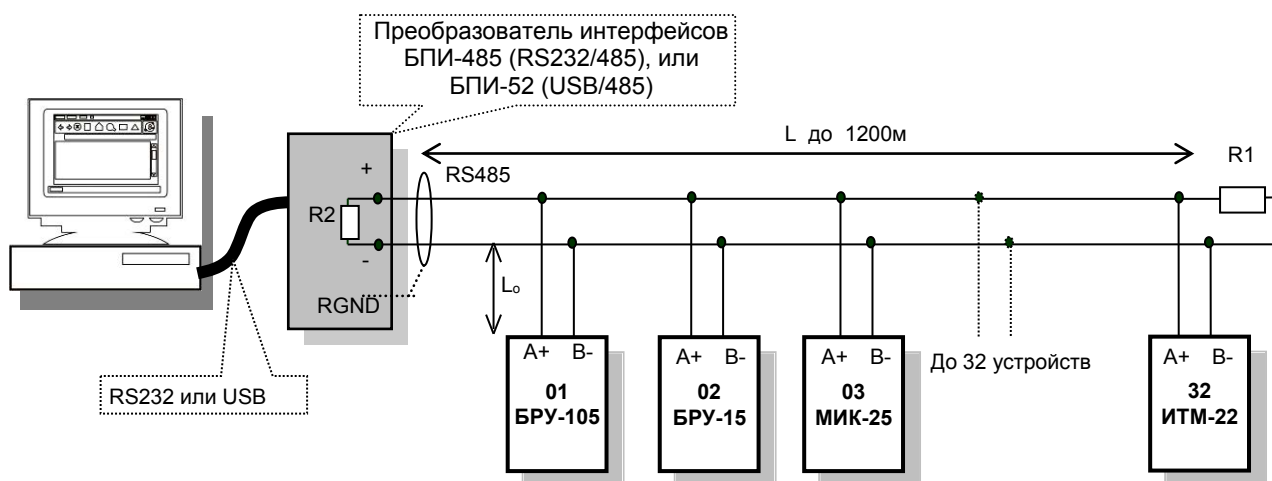 Преобразователь интерфейсов
БПИ-485 (RS232/485), или
БПИ-52 (USB/485)
L до 1200м
R1
+
RS485
R2
-
Lo
RGND
A+ B-
01
БРУ-105
A+ B-
02
БРУ-15
A+ B-
03
МИК-25
До 32 устройств
A+ B-
32
ИТМ-22
RS232 или USB